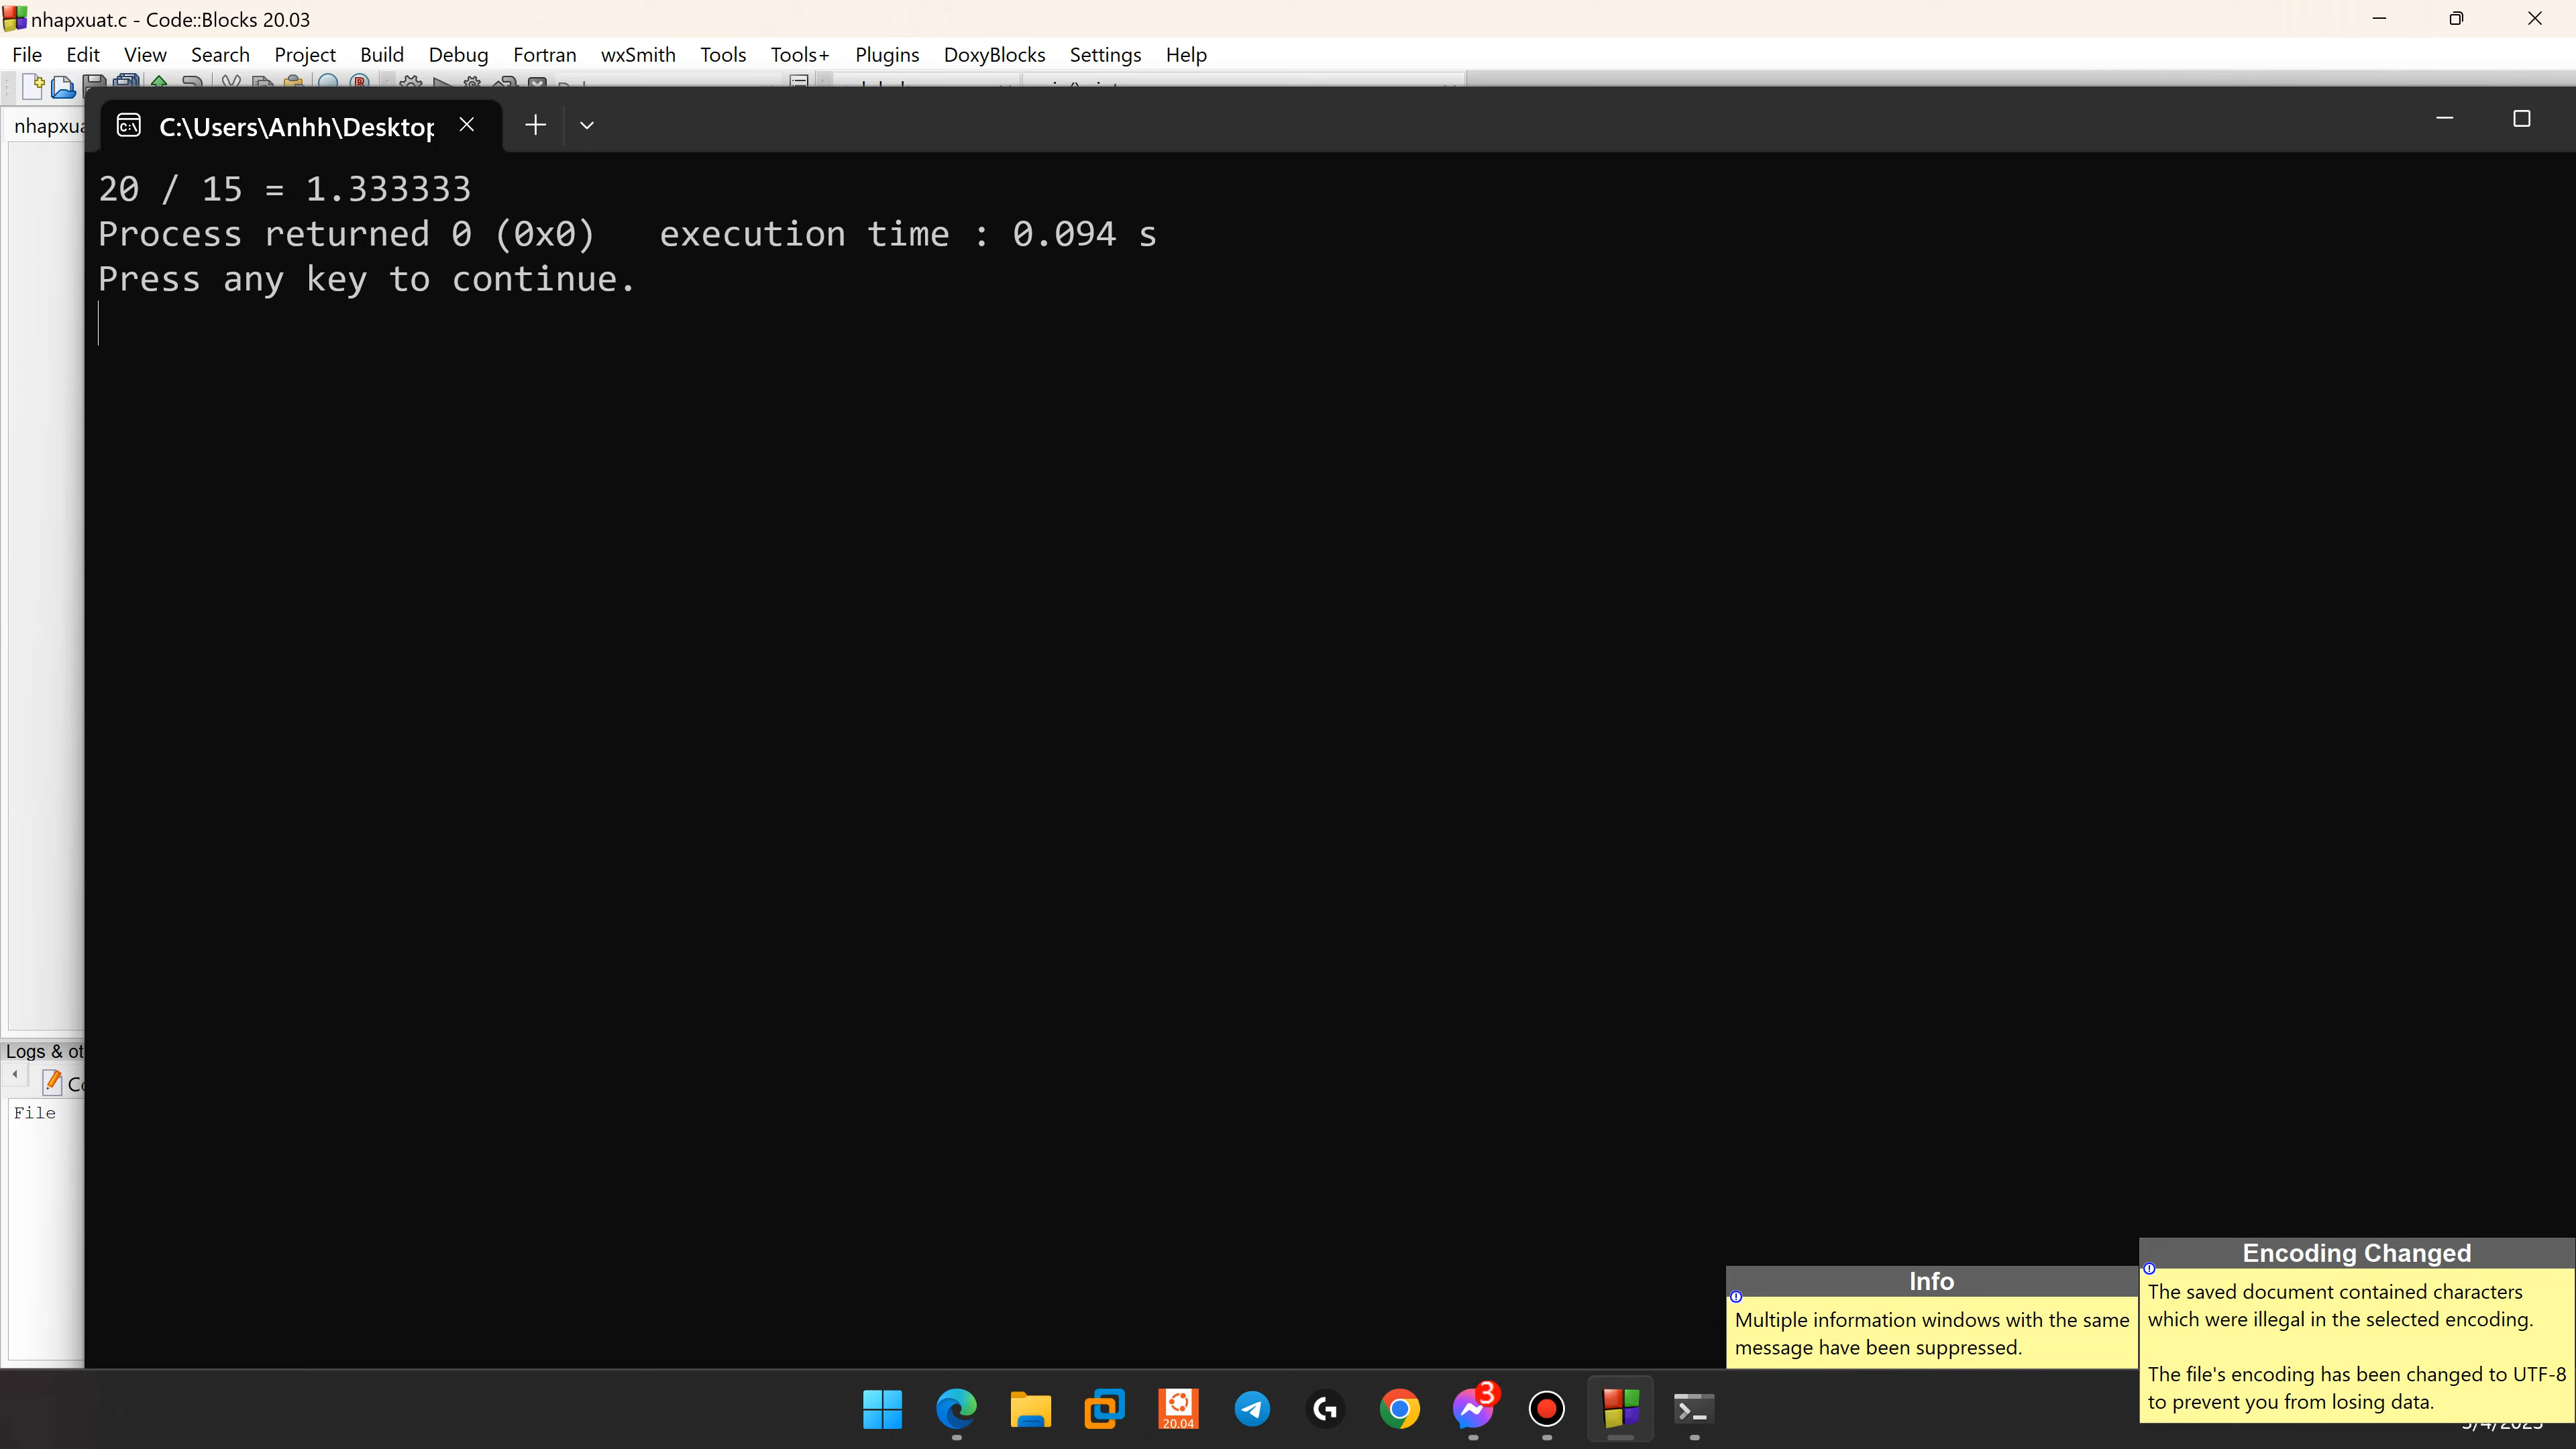 nhapxuat.c - Code::Blocks 20.03
File Edit View Search Project Build Debug Fortran wxSmith Tools Tools+ Plugins DoxyBlocks Settings Help
nhapxua
C:\Users\Anhh\Desktop
20 / 15 = 1.333333
Process returned 0 (0x0)   execution time : 0.094 s
Press any key to continue.
Logs & ot
Co
File
Info
Multiple information windows with the same
message have been suppressed.
Encoding Changed
The saved document contained characters
which were illegal in the selected encoding.
The file's encoding has been changed to UTF-8
to prevent you from losing data.
20.04
3